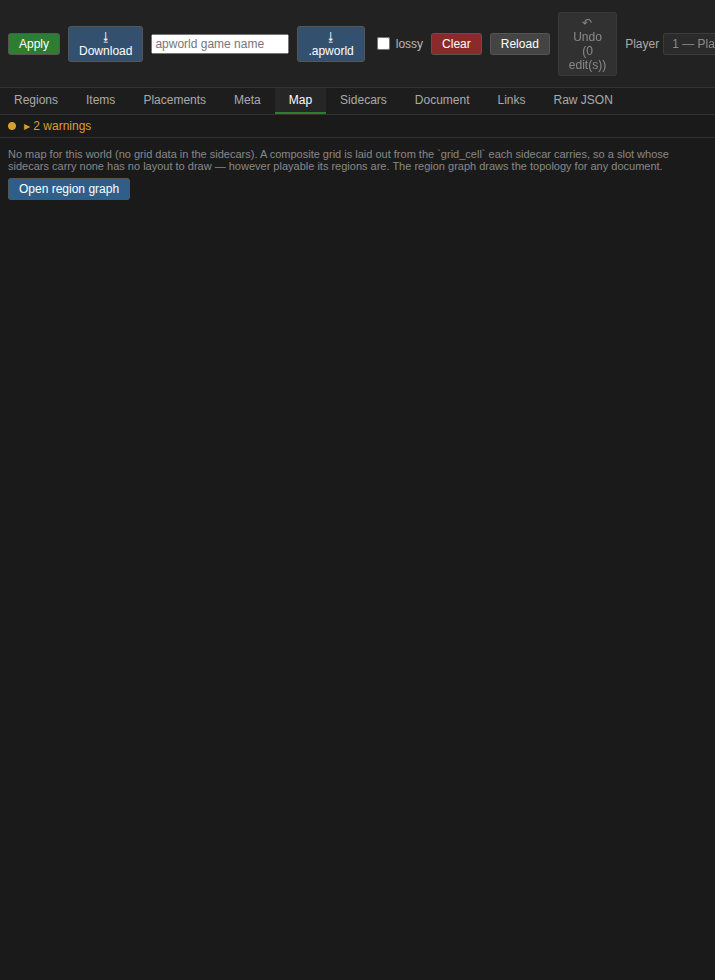 Apply
⭳
Download
apworld game name
⭳
.apworld
lossy
Clear
Reload
↶
Undo
(0
edit(s))
Player
1 — Pla
Regions
Items
Placements
Meta
Map
Sidecars
Document
Links
Raw JSON
▸ 2 warnings
No map for this world (no grid data in the sidecars). A composite grid is laid out from the `grid_cell` each sidecar carries, so a slot whose
sidecars carry none has no layout to draw — however playable its regions are. The region graph draws the topology for any document.
Open region graph